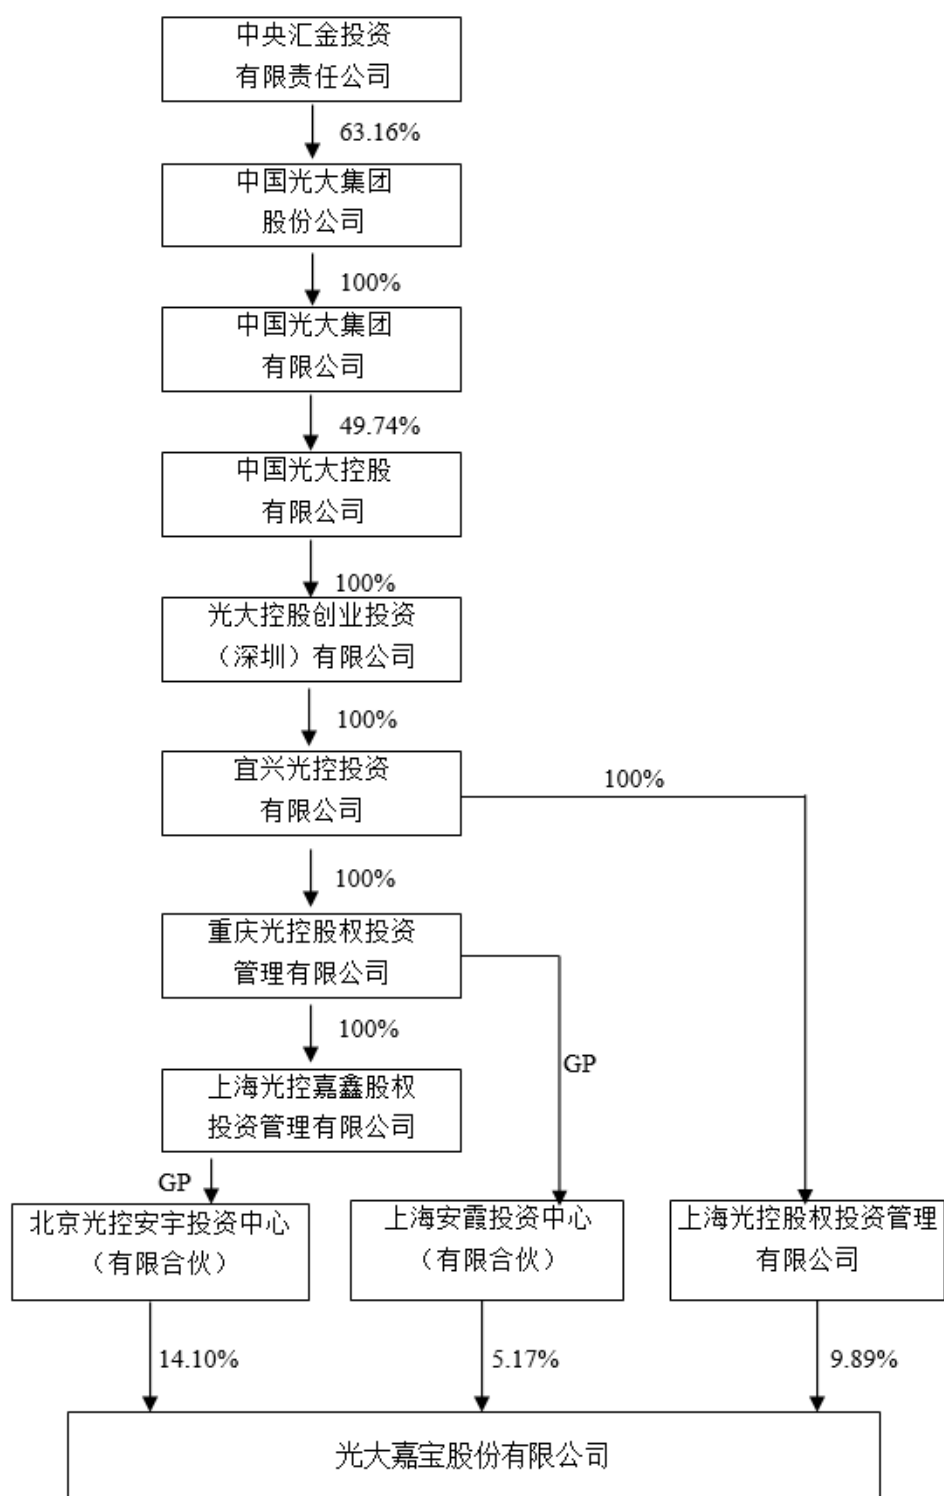 中央汇金投资
有限责任公司
63.16%
中国光大集团
股份公司
100%
中国光大集团
有限公司
49.74%
中国光大控股
有限公司
100%
光大控股创业投资
（深圳）有限公司
100%
宜兴光控投资
有限公司
100%
100%
重庆光控股权投资
管理有限公司
100%
GP
上海光控嘉鑫股权
投资管理有限公司
GP
北京光控安宇投资中心
（有限合伙）
上海安霞投资中心
（有限合伙）
上海光控股权投资管理
有限公司
14.10%
5.17%
9.89%
光大嘉宝股份有限公司